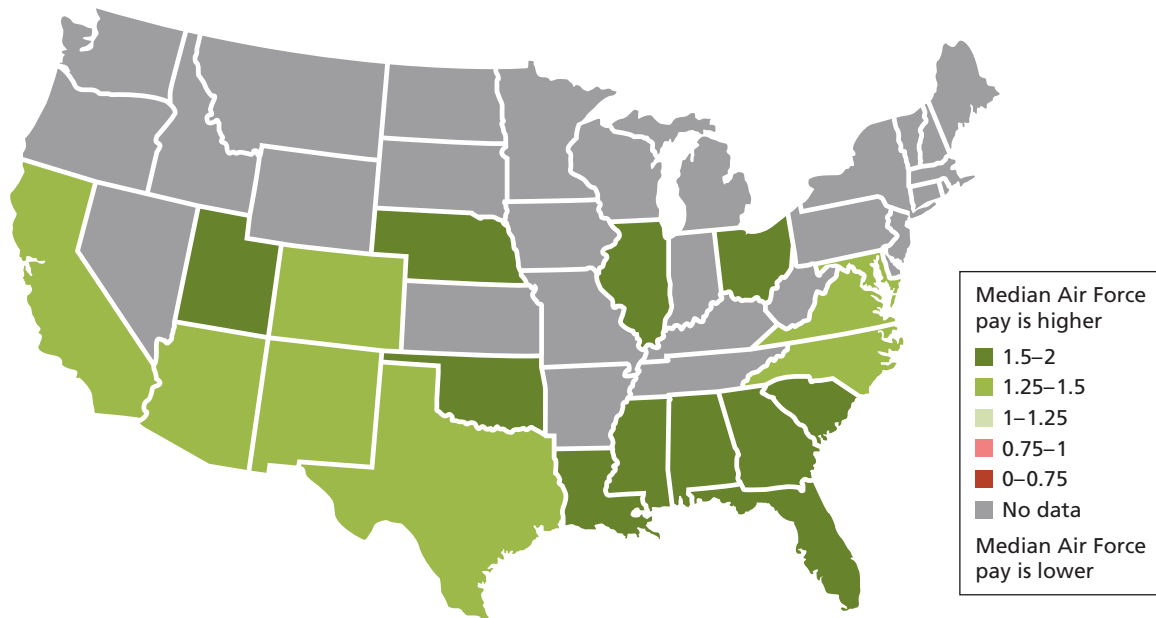 Median Air Force
pay is higher
1.5–2
1.25–1.5
1–1.25
0.75–1
0–0.75
No data
Median Air Force
pay is lower